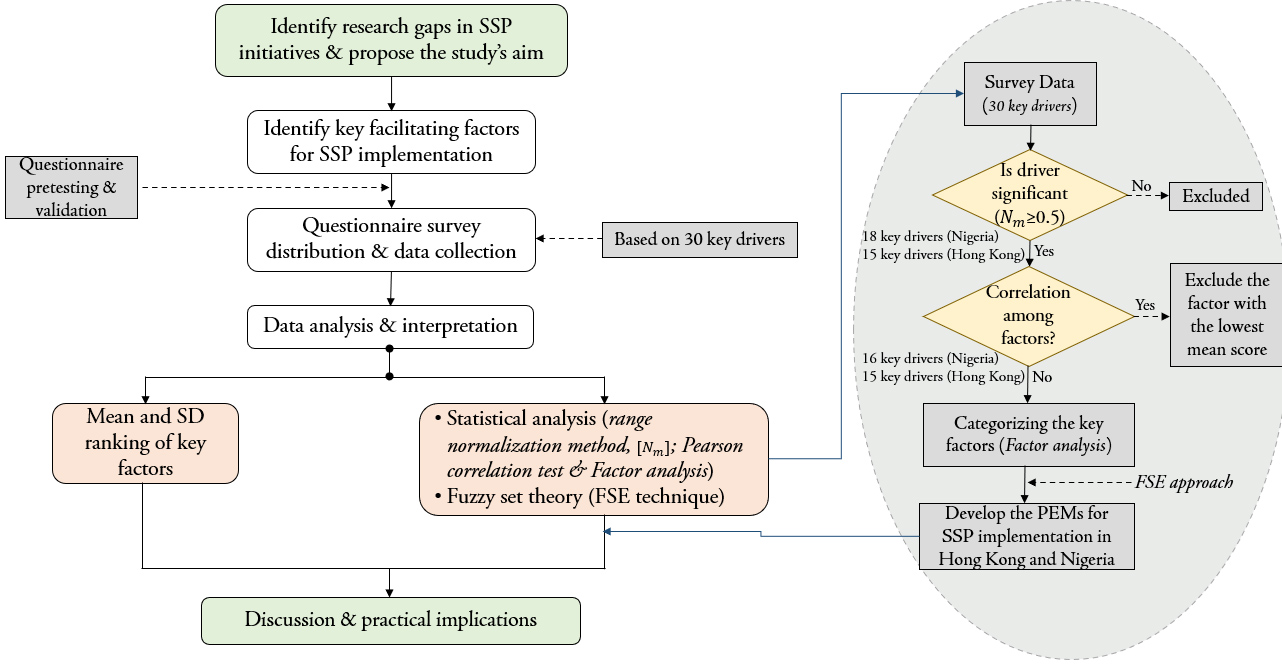 Identify research gaps in SSP
initiatives & propose the study's aim
Identify key facilitating factors
for SSP implementation
Questionnaire
pretesting &
validation
Questionnaire survey
distribution & data collection
Based on 30 key drivers
Data analysis & interpretation
Mean and SD
ranking of key
factors
• Statistical analysis (range
normalization method, [Nm]; Pearson
correlation test & Factor analysis)
• Fuzzy set theory (FSE technique)
Discussion & practical implications
Survey Data
(30 key drivers)
Is driver
significant
(Nm≥0.5)
No
Excluded
18 key drivers (Nigeria)
15 key drivers (Hong Kong)
Yes
Correlation
among
factors?
Yes
Exclude the
factor with
the lowest
mean score
16 key drivers (Nigeria)
15 key drivers (Hong Kong)
No
Categorizing the key
factors (Factor analysis)
FSE approach
Develop the PEMs for
SSP implementation in
Hong Kong and Nigeria